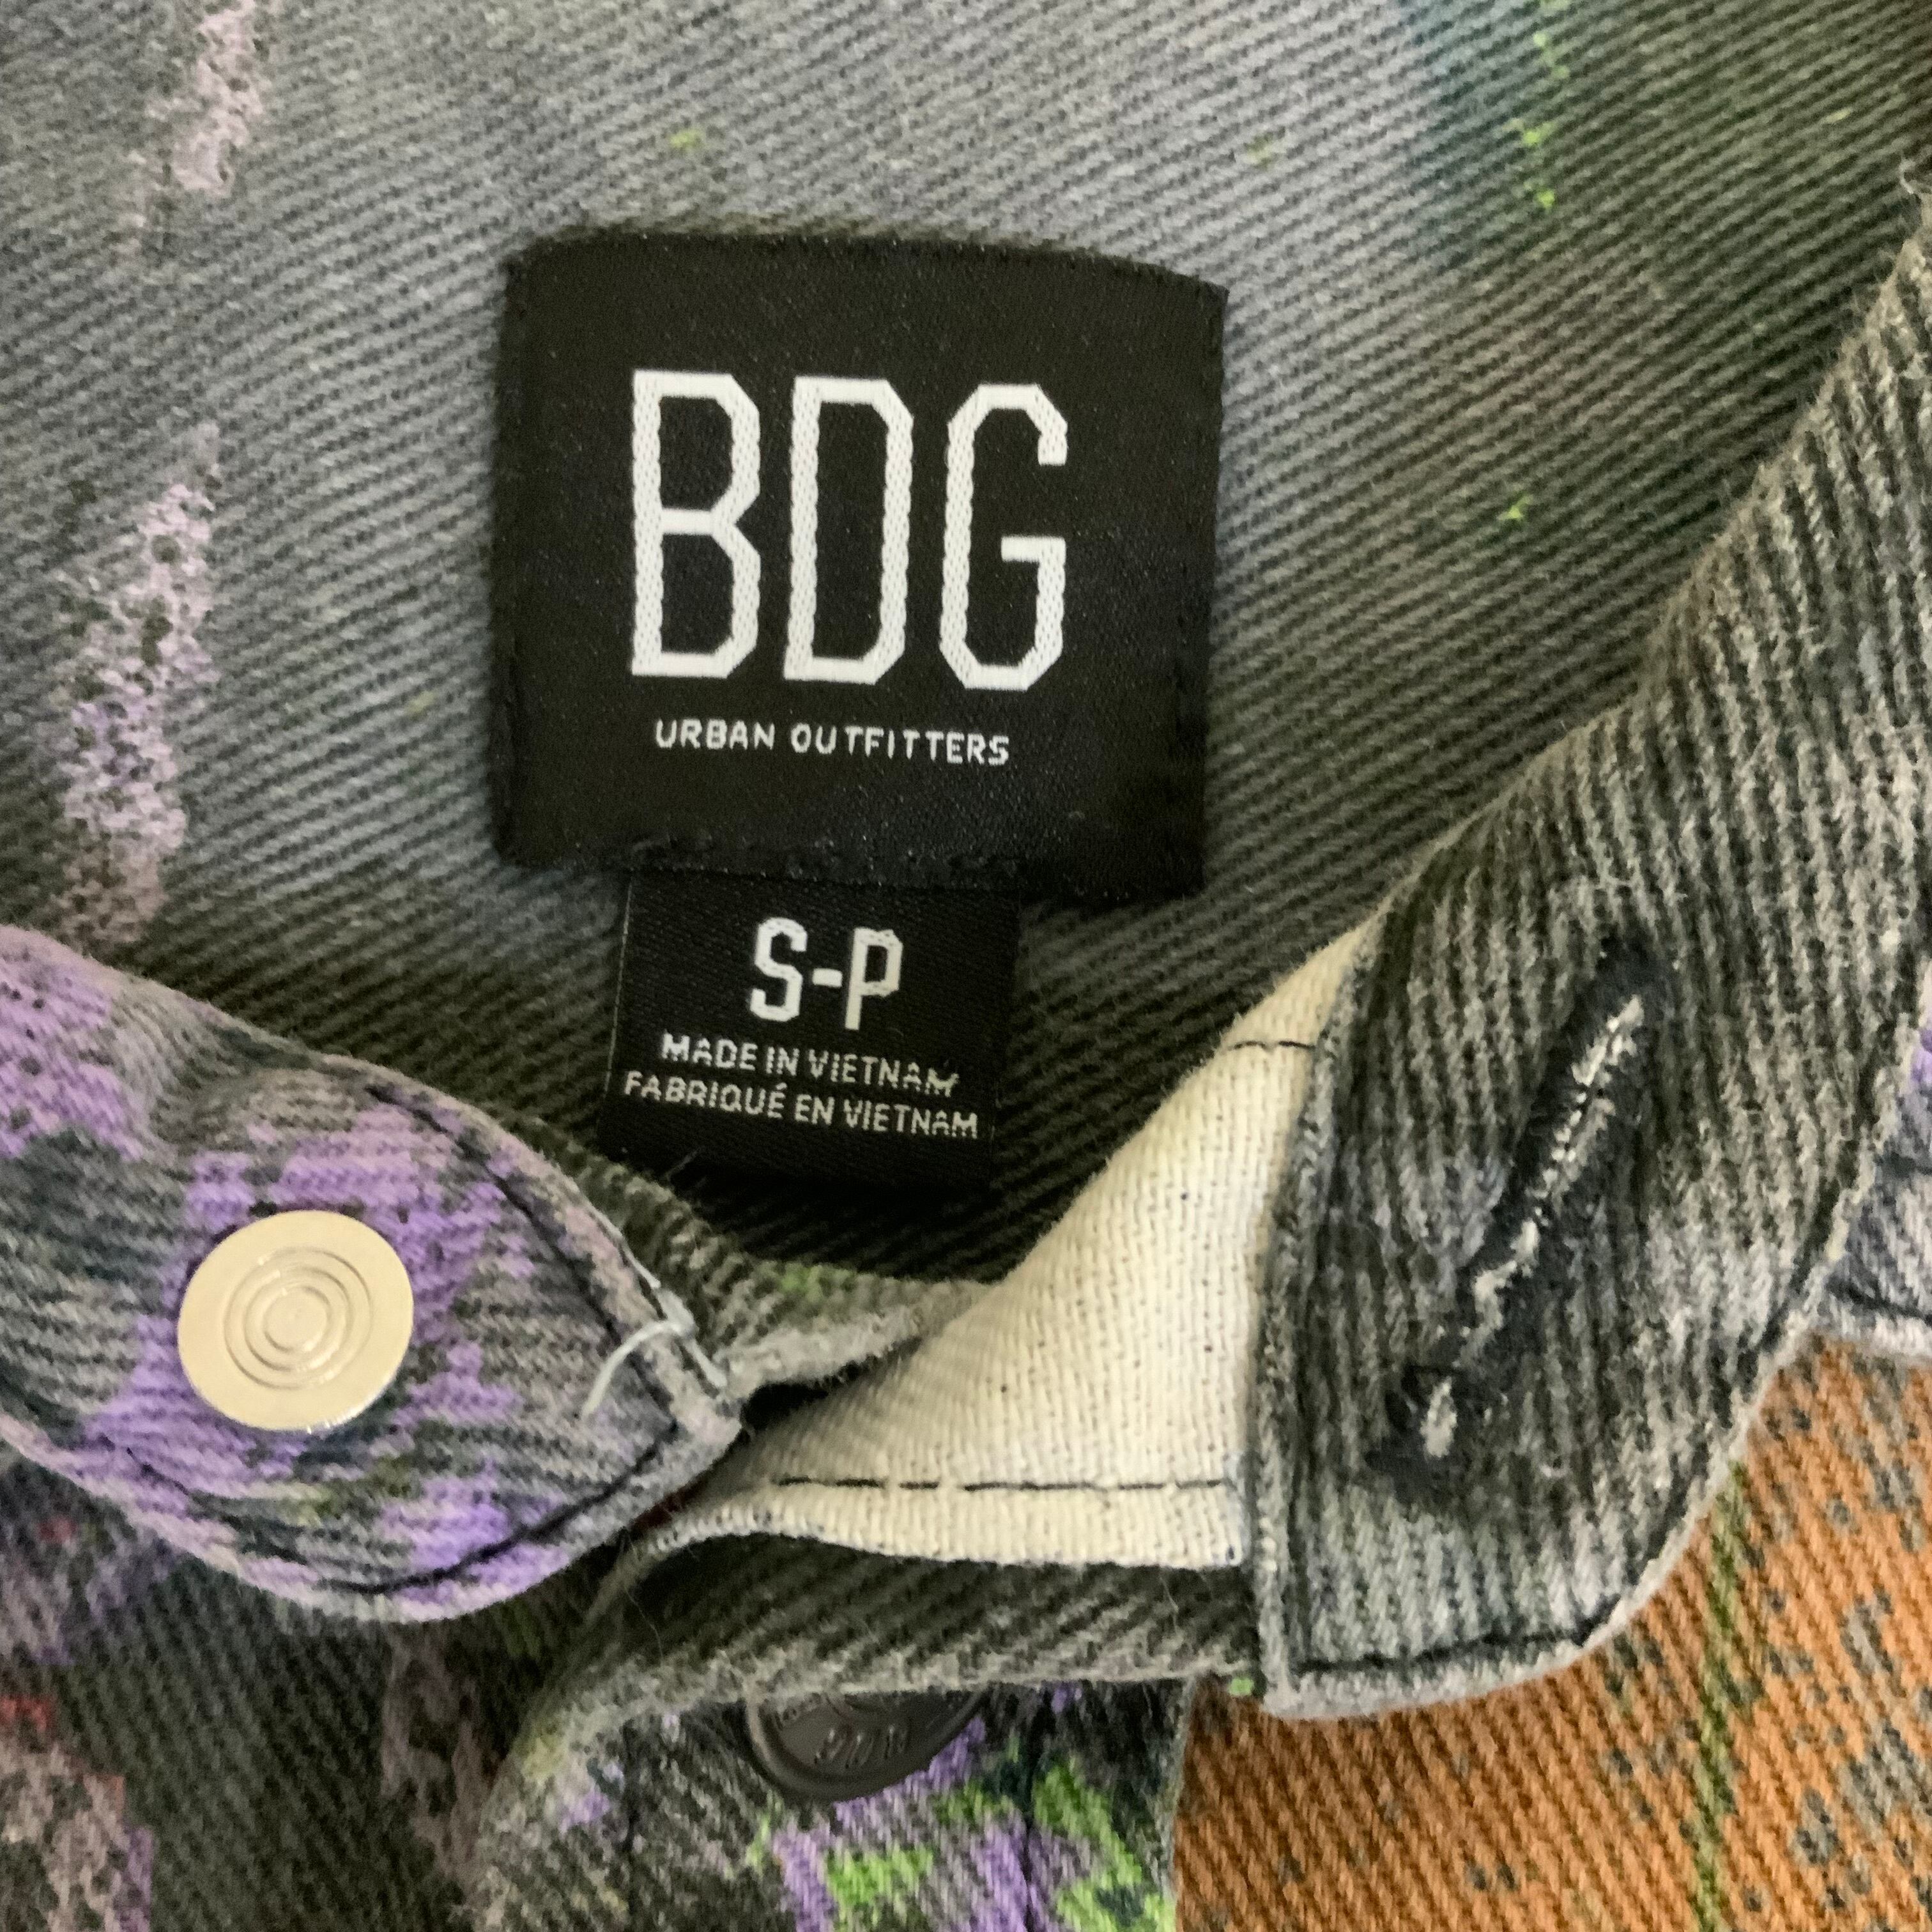 BDG
URBAN OUTFITTERS
S-P
MADE IN VIETNAM
FABRIQUÉ EN VIETNAM